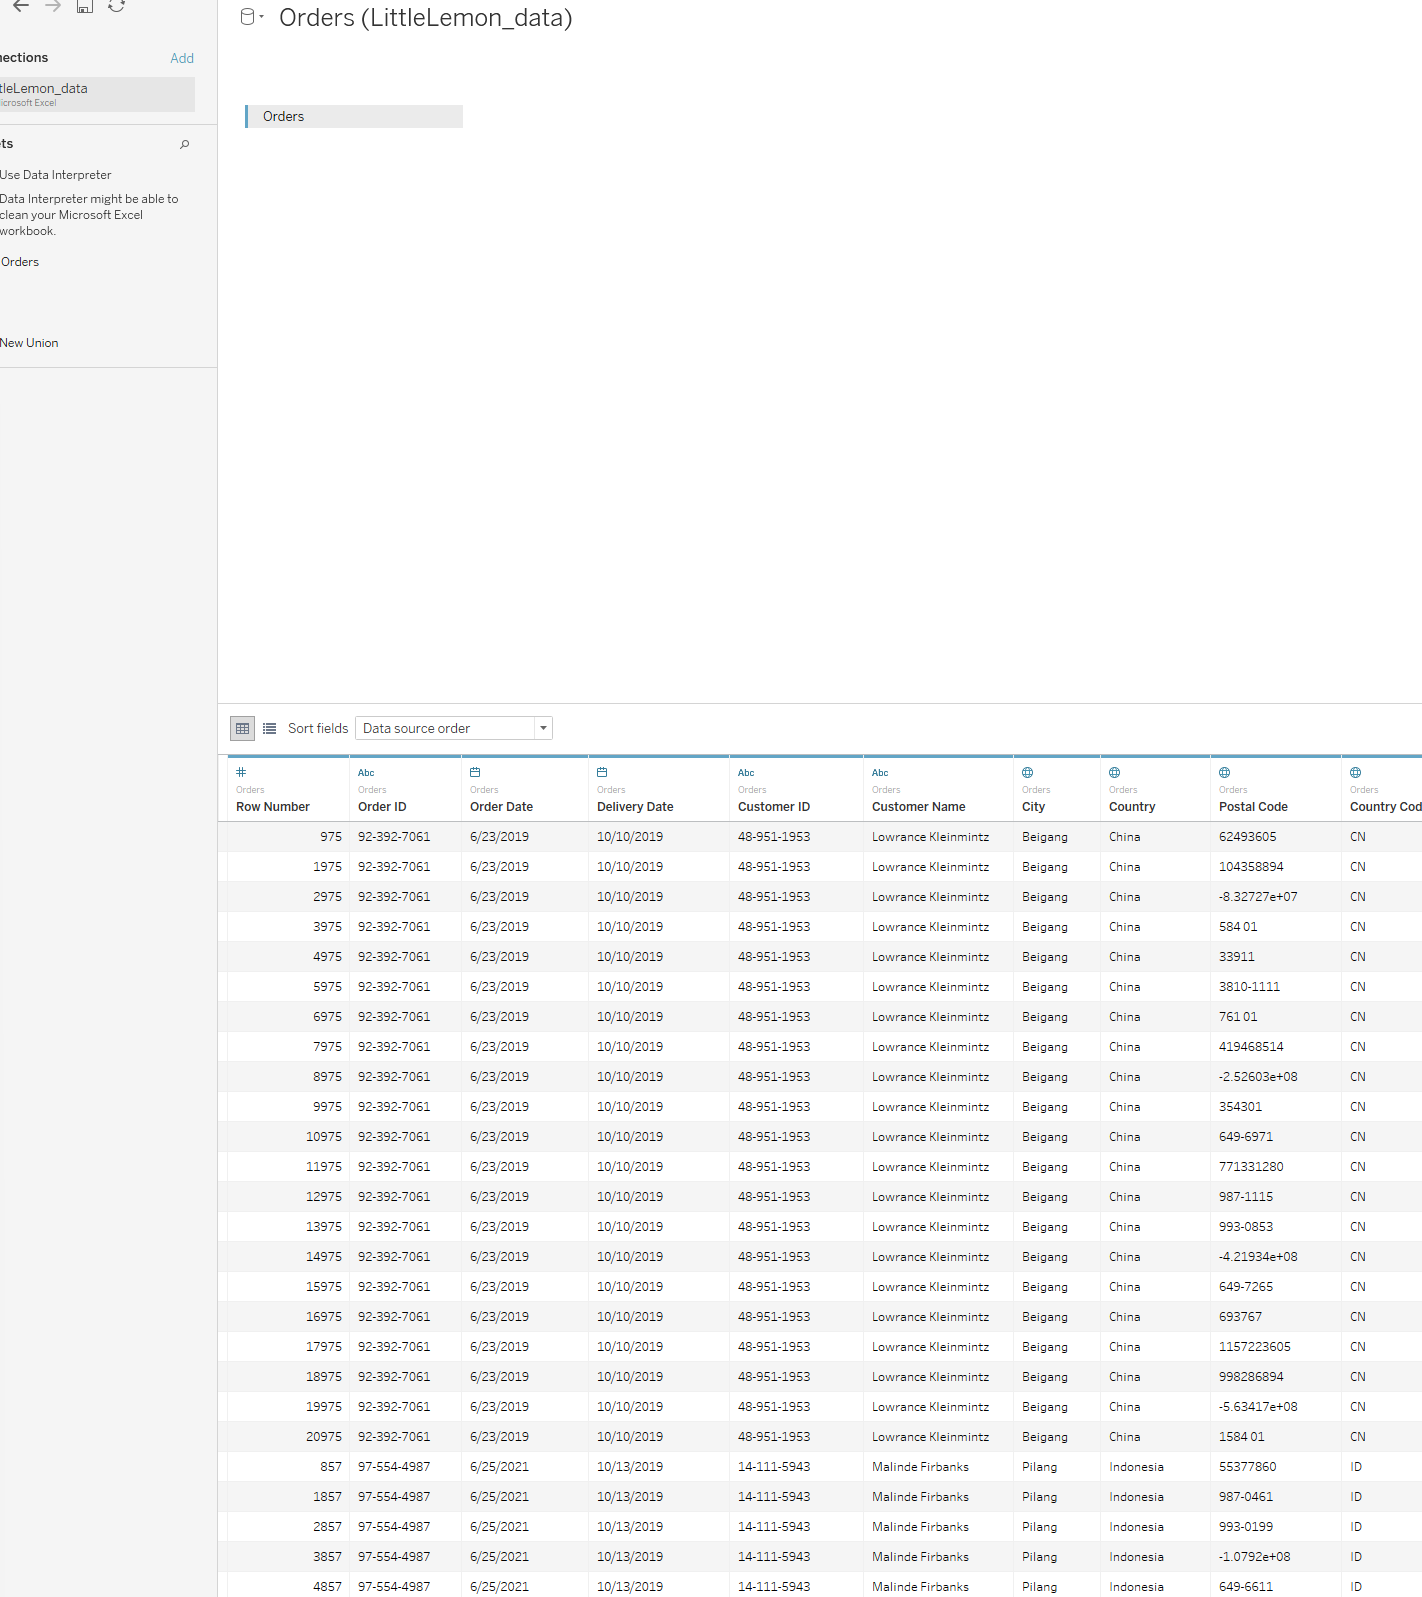 Orders (LittleLemon_data)
nections Add
tleLemon_data
icrosoft Excel
ts
Use Data Interpreter
Data Interpreter might be able to
clean your Microsoft Excel
workbook.
Orders
New Union
Orders
Sort fields Data source order
# Abc Abc Abc
Orders Orders Orders Orders Orders Orders Orders Orders Orders Orders
Row Number Order ID Order Date Delivery Date Customer ID Customer Name City Country Postal Code Country Cod
975 92-392-7061 6/23/2019 10/10/2019 48-951-1953 Lowrance Kleinmintz Beigang China 62493605 CN
1975 92-392-7061 6/23/2019 10/10/2019 48-951-1953 Lowrance Kleinmintz Beigang China 104358894 CN
2975 92-392-7061 6/23/2019 10/10/2019 48-951-1953 Lowrance Kleinmintz Beigang China -8.32727e+07 CN
3975 92-392-7061 6/23/2019 10/10/2019 48-951-1953 Lowrance Kleinmintz Beigang China 584 01 CN
4975 92-392-7061 6/23/2019 10/10/2019 48-951-1953 Lowrance Kleinmintz Beigang China 33911 CN
5975 92-392-7061 6/23/2019 10/10/2019 48-951-1953 Lowrance Kleinmintz Beigang China 3810-1111 CN
6975 92-392-7061 6/23/2019 10/10/2019 48-951-1953 Lowrance Kleinmintz Beigang China 761 01 CN
7975 92-392-7061 6/23/2019 10/10/2019 48-951-1953 Lowrance Kleinmintz Beigang China 419468514 CN
8975 92-392-7061 6/23/2019 10/10/2019 48-951-1953 Lowrance Kleinmintz Beigang China -2.52603e+08 CN
9975 92-392-7061 6/23/2019 10/10/2019 48-951-1953 Lowrance Kleinmintz Beigang China 354301 CN
10975 92-392-7061 6/23/2019 10/10/2019 48-951-1953 Lowrance Kleinmintz Beigang China 649-6971 CN
11975 92-392-7061 6/23/2019 10/10/2019 48-951-1953 Lowrance Kleinmintz Beigang China 771331280 CN
12975 92-392-7061 6/23/2019 10/10/2019 48-951-1953 Lowrance Kleinmintz Beigang China 987-1115 CN
13975 92-392-7061 6/23/2019 10/10/2019 48-951-1953 Lowrance Kleinmintz Beigang China 993-0853 CN
14975 92-392-7061 6/23/2019 10/10/2019 48-951-1953 Lowrance Kleinmintz Beigang China -4.21934e+08 CN
15975 92-392-7061 6/23/2019 10/10/2019 48-951-1953 Lowrance Kleinmintz Beigang China 649-7265 CN
16975 92-392-7061 6/23/2019 10/10/2019 48-951-1953 Lowrance Kleinmintz Beigang China 693767 CN
17975 92-392-7061 6/23/2019 10/10/2019 48-951-1953 Lowrance Kleinmintz Beigang China 1157223605 CN
18975 92-392-7061 6/23/2019 10/10/2019 48-951-1953 Lowrance Kleinmintz Beigang China 998286894 CN
19975 92-392-7061 6/23/2019 10/10/2019 48-951-1953 Lowrance Kleinmintz Beigang China -5.63417e+08 CN
20975 92-392-7061 6/23/2019 10/10/2019 48-951-1953 Lowrance Kleinmintz Beigang China 1584 01 CN
857 97-554-4987 6/25/2021 10/13/2019 14-111-5943 Malinde Firbanks Pilang Indonesia 55377860 ID
1857 97-554-4987 6/25/2021 10/13/2019 14-111-5943 Malinde Firbanks Pilang Indonesia 987-0461 ID
2857 97-554-4987 6/25/2021 10/13/2019 14-111-5943 Malinde Firbanks Pilang Indonesia 993-0199 ID
3857 97-554-4987 6/25/2021 10/13/2019 14-111-5943 Malinde Firbanks Pilang Indonesia -1.0792e+08 ID
4857 97-554-4987 6/25/2021 10/13/2019 14-111-5943 Malinde Firbanks Pilang Indonesia 649-6611 ID